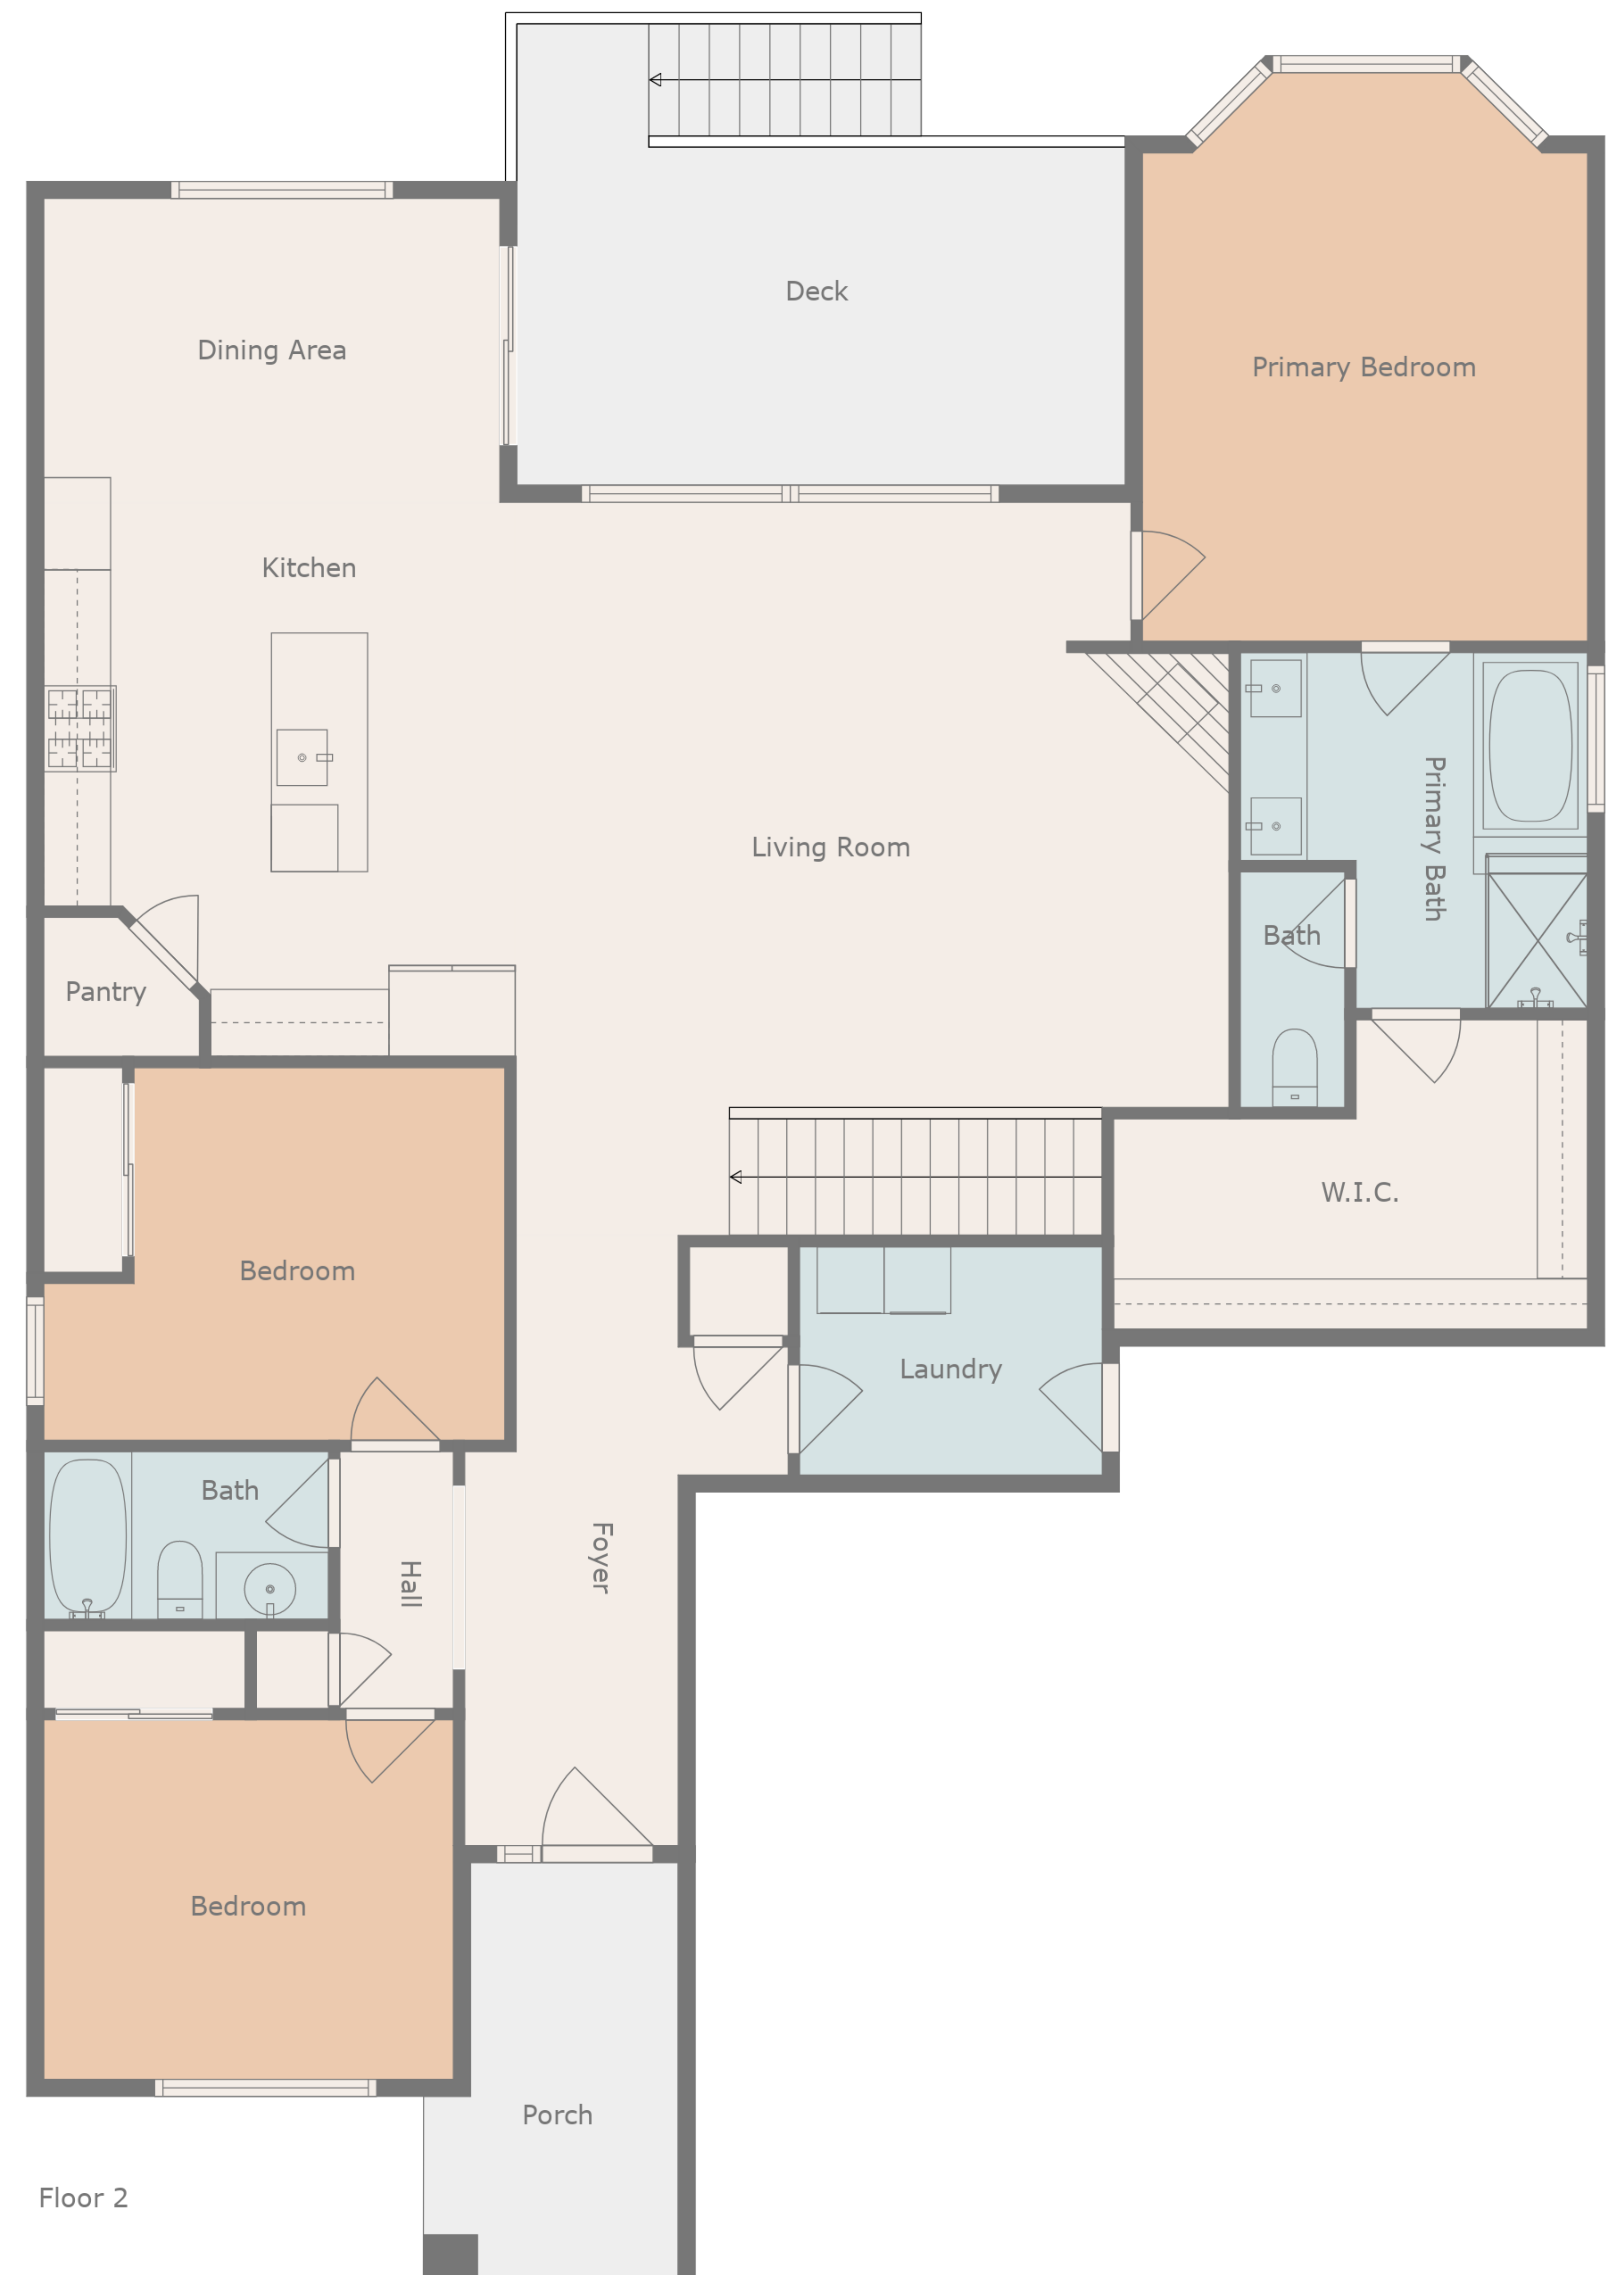 Deck
Dining Area
Primary Bedroom
Kitchen
Living Room
Primary Bath
Bath
Pantry
W.I.C.
Bedroom
Laundry
Bath
Hall
Foyer
Bedroom
Porch
Floor 2